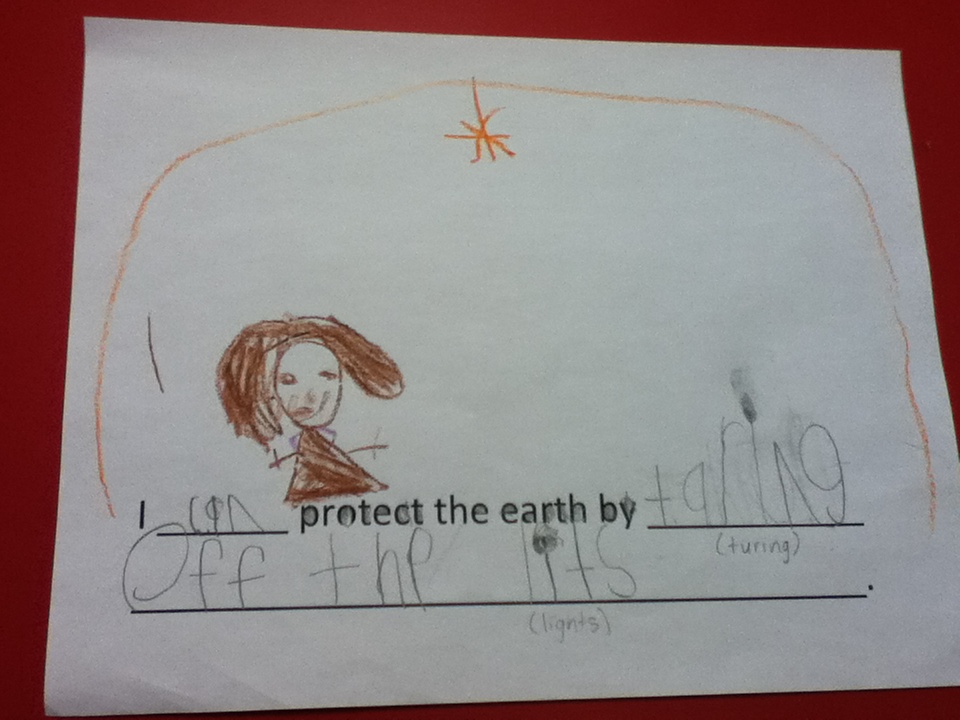 I can protect the earth by taring
(turing)
Off the lits
(lights)
.